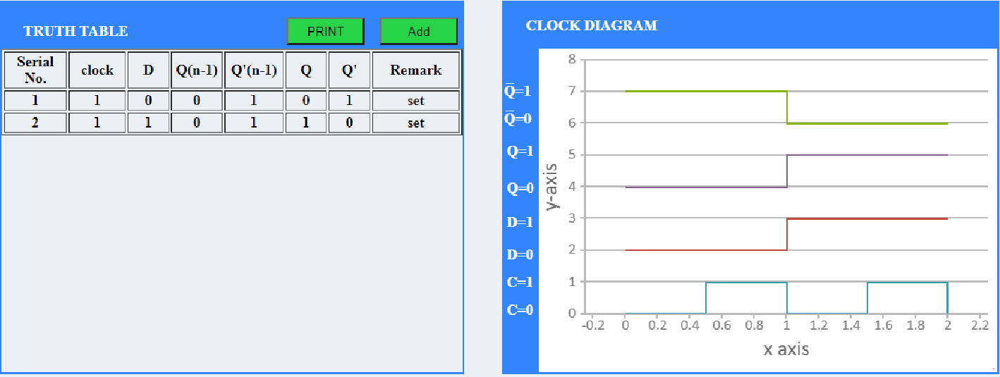 TRUTH TABLE
PRINT
Add
Serial No.
clock
D
Q(n-1)
Q'(n-1)
Q
Q'
Remark
1 1 0 0 1 0 1 set
2 1 1 0 1 1 0 set
CLOCK DIAGRAM
Q̅=1
Q̅=0
Q=1
Q=0
D=1
D=0
C=1
C=0
y-axis
8
7
6
5
4
3
2
1
0
-0.2 0 0.2 0.4 0.6 0.8 1 1.2 1.4 1.6 1.8 2 2.2
x axis